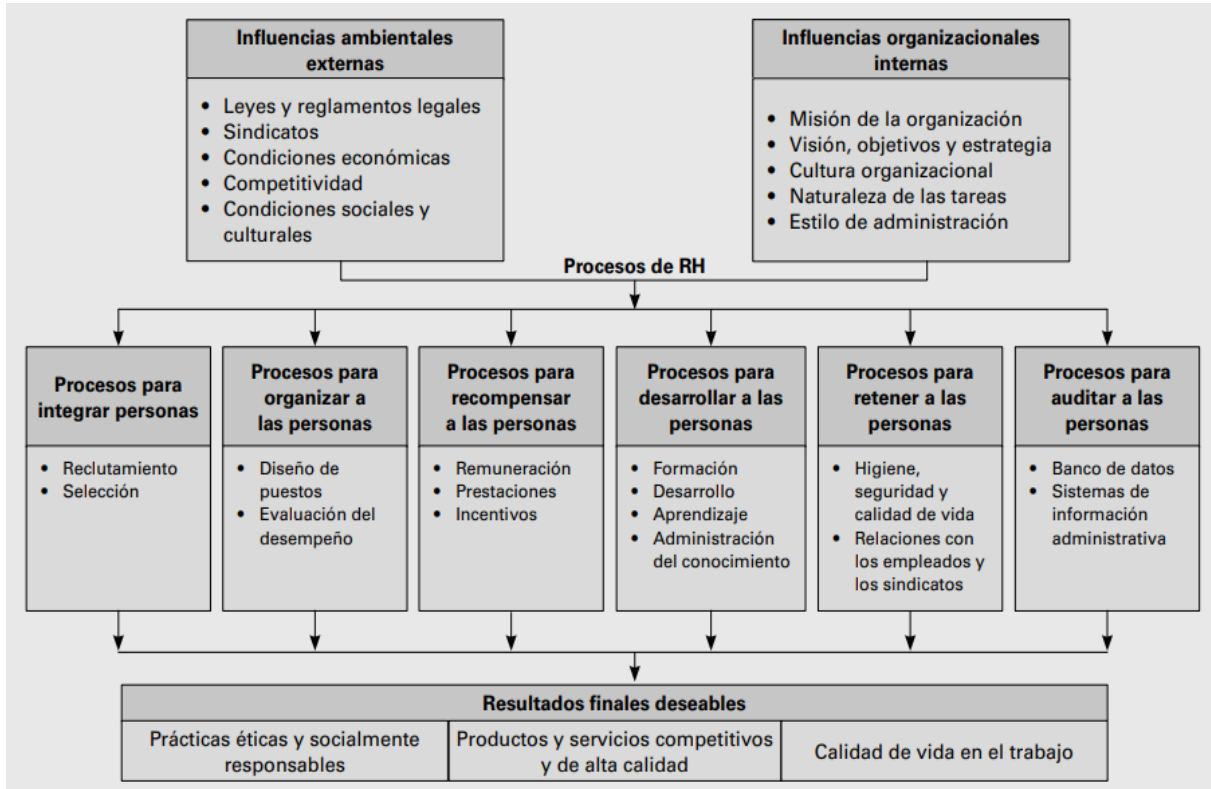 Influencias ambientales
externas
• Leyes y reglamentos legales
• Sindicatos
• Condiciones económicas
• Competitividad
• Condiciones sociales y
culturales
Influencias organizacionales
internas
• Misión de la organización
• Visión, objetivos y estrategia
• Cultura organizacional
• Naturaleza de las tareas
• Estilo de administración
Procesos de RH
Procesos para
integrar personas
• Reclutamiento
• Selección
Procesos para
organizar a
las personas
• Diseño de
puestos
• Evaluación del
desempeño
Procesos para
recompensar
a las personas
• Remuneración
• Prestaciones
• Incentivos
Procesos para
desarrollar a las
personas
• Formación
• Desarrollo
• Aprendizaje
• Administración
del conocimiento
Procesos para
retener a las
personas
• Higiene,
seguridad y
calidad de vida
• Relaciones con
los empleados y
los sindicatos
Procesos para
auditar a las
personas
• Banco de datos
• Sistemas de
información
administrativa
Resultados finales deseables
Prácticas éticas y socialmente
responsables
Productos y servicios competitivos
y de alta calidad
Calidad de vida en el trabajo